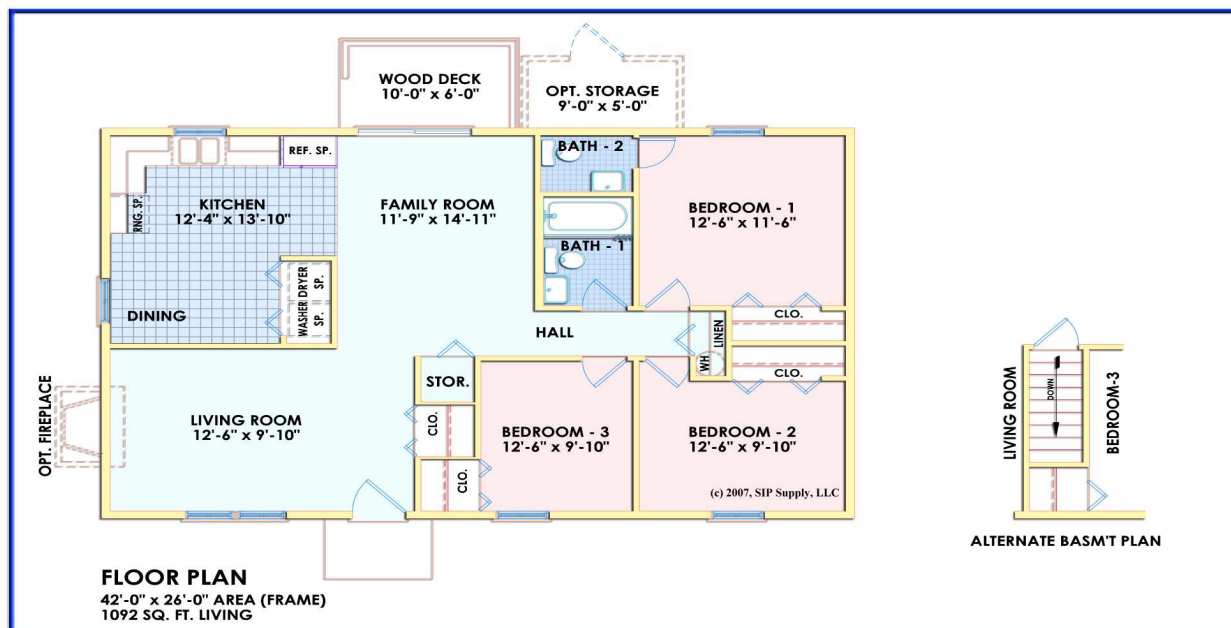 WOOD DECK
10'-0" x 6'-0"
OPT. STORAGE
9'-0" x 5'-0"
REF. SP.
BATH - 2
KITCHEN
12'-4" x 13'-10"
RNG. SP.
FAMILY ROOM
11'-9" x 14'-11"
BEDROOM - 1
12'-6" x 11'-6"
BATH - 1
DRYER
SP.
WASHER
SP.
DINING
HALL
LINEN
WH
CLO.
CLO.
STOR.
OPT. FIREPLACE
LIVING ROOM
12'-6" x 9'-10"
CLO.
CLO.
BEDROOM - 3
12'-6" x 9'-10"
BEDROOM - 2
12'-6" x 9'-10"
(c) 2007, SIP Supply, LLC
LIVING ROOM
DOWN
BEDROOM-3
ALTERNATE BASM'T PLAN
FLOOR PLAN
42'-0" x 26'-0" AREA (FRAME)
1092 SQ. FT. LIVING